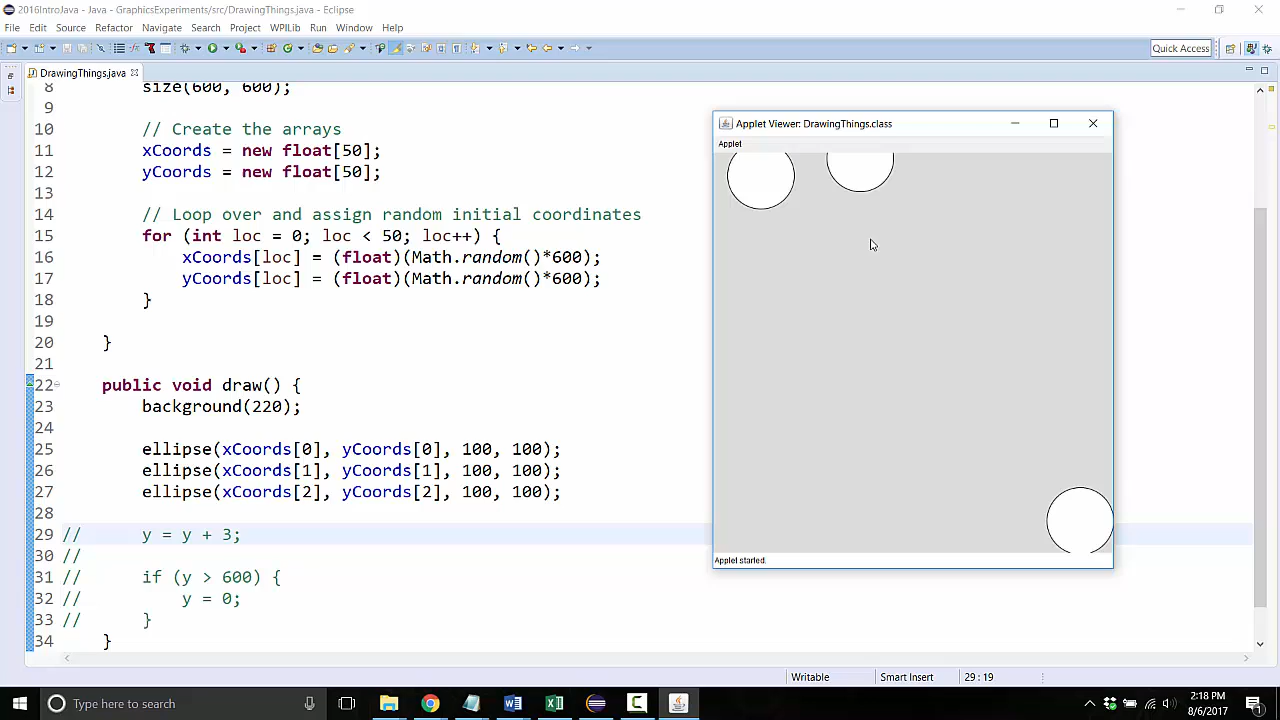 2016IntroJava - Java - GraphicsExperiments/src/DrawingThings.java - Eclipse
File Edit Source Refactor Navigate Search Project WPILib Run Window Help
Quick Access
DrawingThings.java
8 size(600, 600);
9
10 // Create the arrays
11 xCoords = new float[50];
12 yCoords = new float[50];
13
14 // Loop over and assign random initial coordinates
15 for (int loc = 0; loc < 50; loc++) {
16 xCoords[loc] = (float)(Math.random()*600);
17 yCoords[loc] = (float)(Math.random()*600);
18 }
19
20 }
21
22 public void draw() {
23 background(220);
24
25 ellipse(xCoords[0], yCoords[0], 100, 100);
26 ellipse(xCoords[1], yCoords[1], 100, 100);
27 ellipse(xCoords[2], yCoords[2], 100, 100);
28
29 // y = y + 3;
30 //
31 // if (y > 600) {
32 // y = 0;
33 // }
34 }
Applet Viewer: DrawingThings.class
Applet
Applet started.
Writable Smart Insert 29 : 19
Type here to search
2:18 PM
8/6/2017